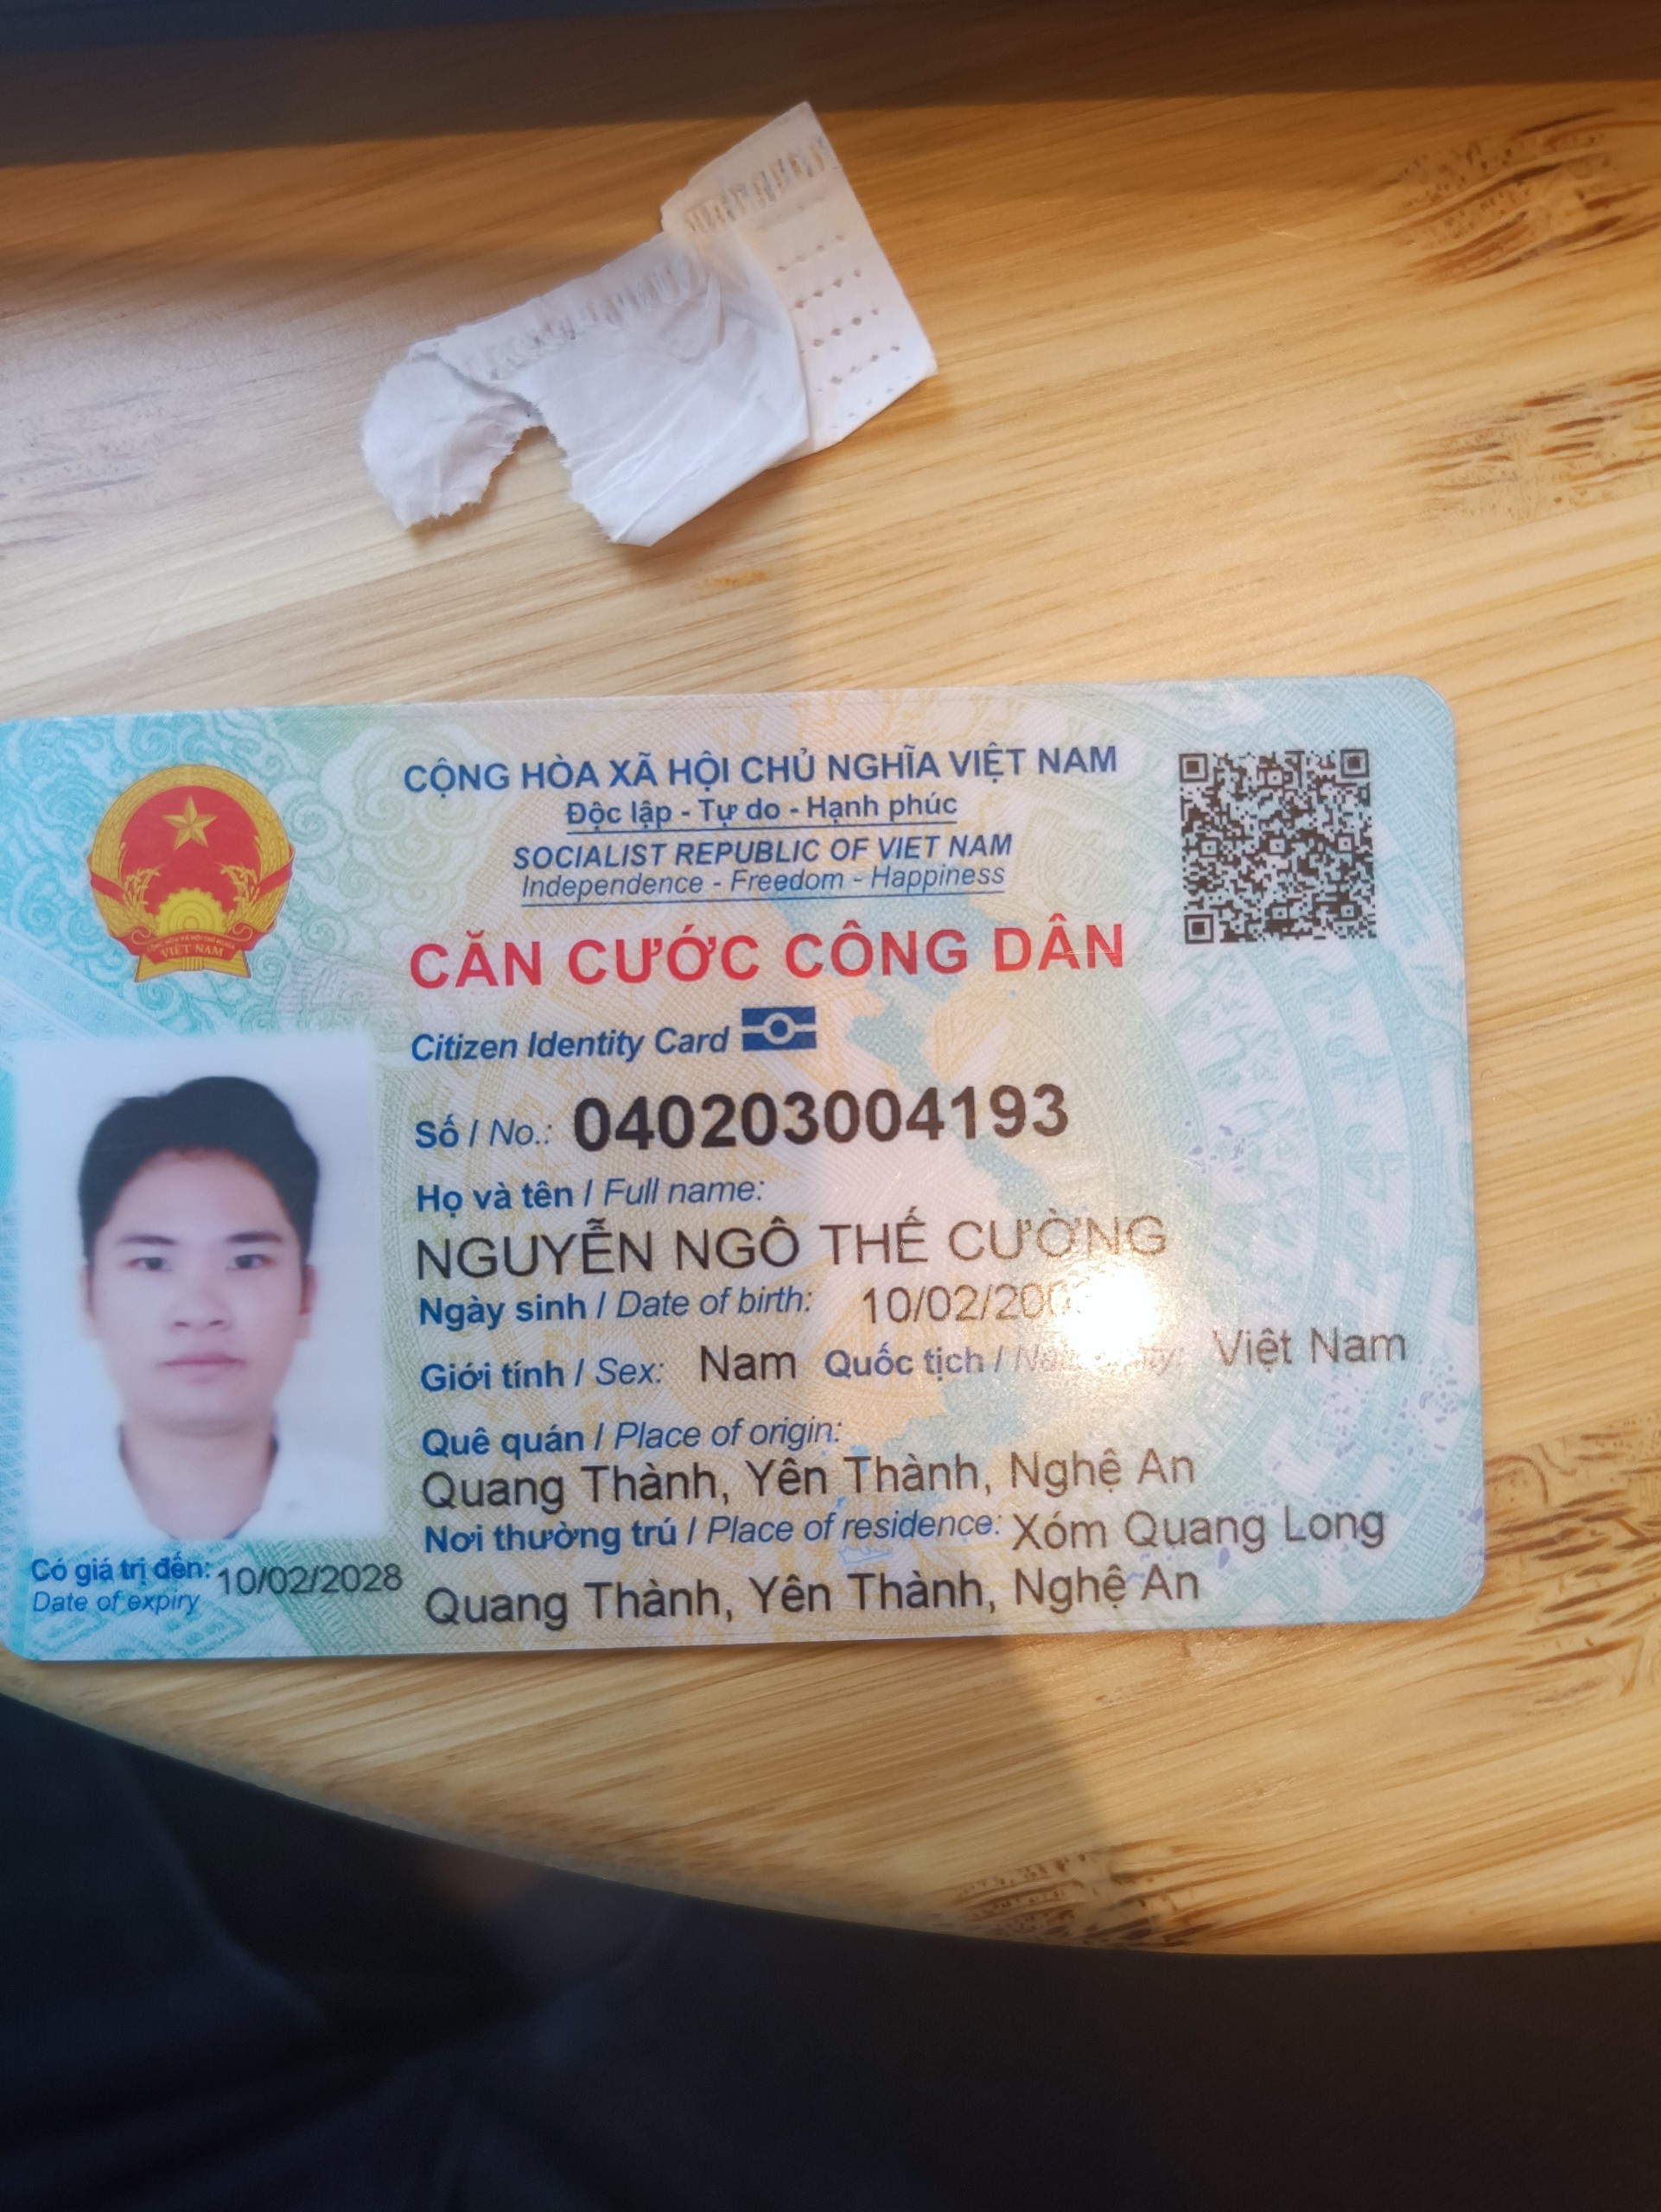 CỘNG HÒA XÃ HỘI CHỦ NGHĨA VIỆT NAM
Độc lập - Tự do - Hạnh phúc
SOCIALIST REPUBLIC OF VIET NAM
Independence - Freedom - Happiness
CĂN CƯỚC CÔNG DÂN
Citizen Identity Card
Số / No.: 040203004193
Họ và tên / Full name:
NGUYỄN NGÔ THẾ CƯỜNG
Ngày sinh / Date of birth: 10/02/
Giới tính / Sex: Nam Quốc tịch / Việt Nam
Quê quán / Place of origin:
Quang Thành, Yên Thành, Nghệ An
Nơi thường trú / Place of residence: Xóm Quang Long
Quang Thành, Yên Thành, Nghệ An
Có giá trị đến: 10/02/2028
Date of expiry
VIỆT NAM